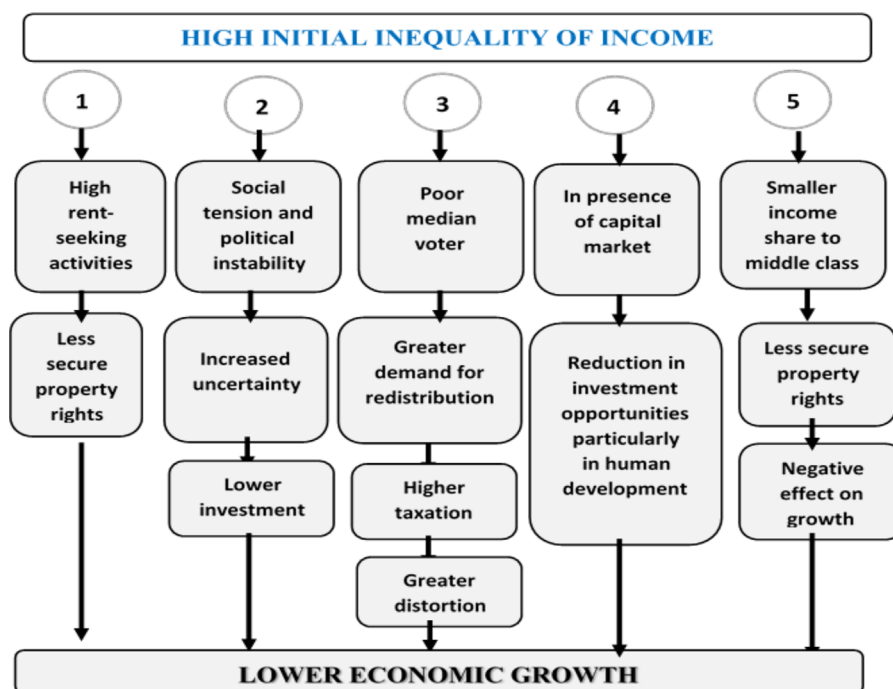 HIGH INITIAL INEQUALITY OF INCOME
1
High
rent-
seeking
activities
Less
secure
property
rights
2
Social
tension and
political
instability
Increased
uncertainty
Lower
investment
3
Poor
median
voter
Greater
demand for
redistribution
Higher
taxation
Greater
distortion
4
In presence
of capital
market
Reduction in
investment
opportunities
particularly
in human
development
5
Smaller
income
share to
middle class
Less secure
property
rights
Negative
effect on
growth
LOWER ECONOMIC GROWTH